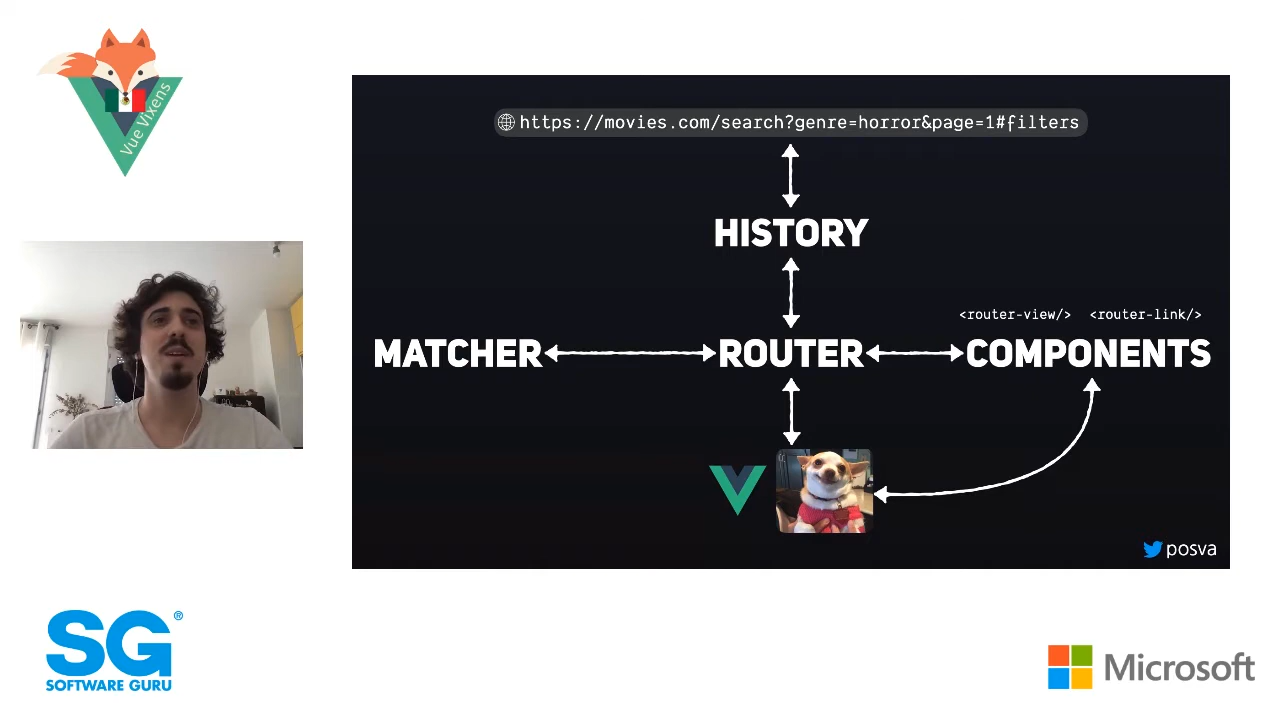 Vue Vixens
https://movies.com/search?genre=horror&page=1#filters
HISTORY
<router-view/> <router-link/>
MATCHER ROUTER COMPONENTS
posva
SG®
SOFTWARE GURU
Microsoft